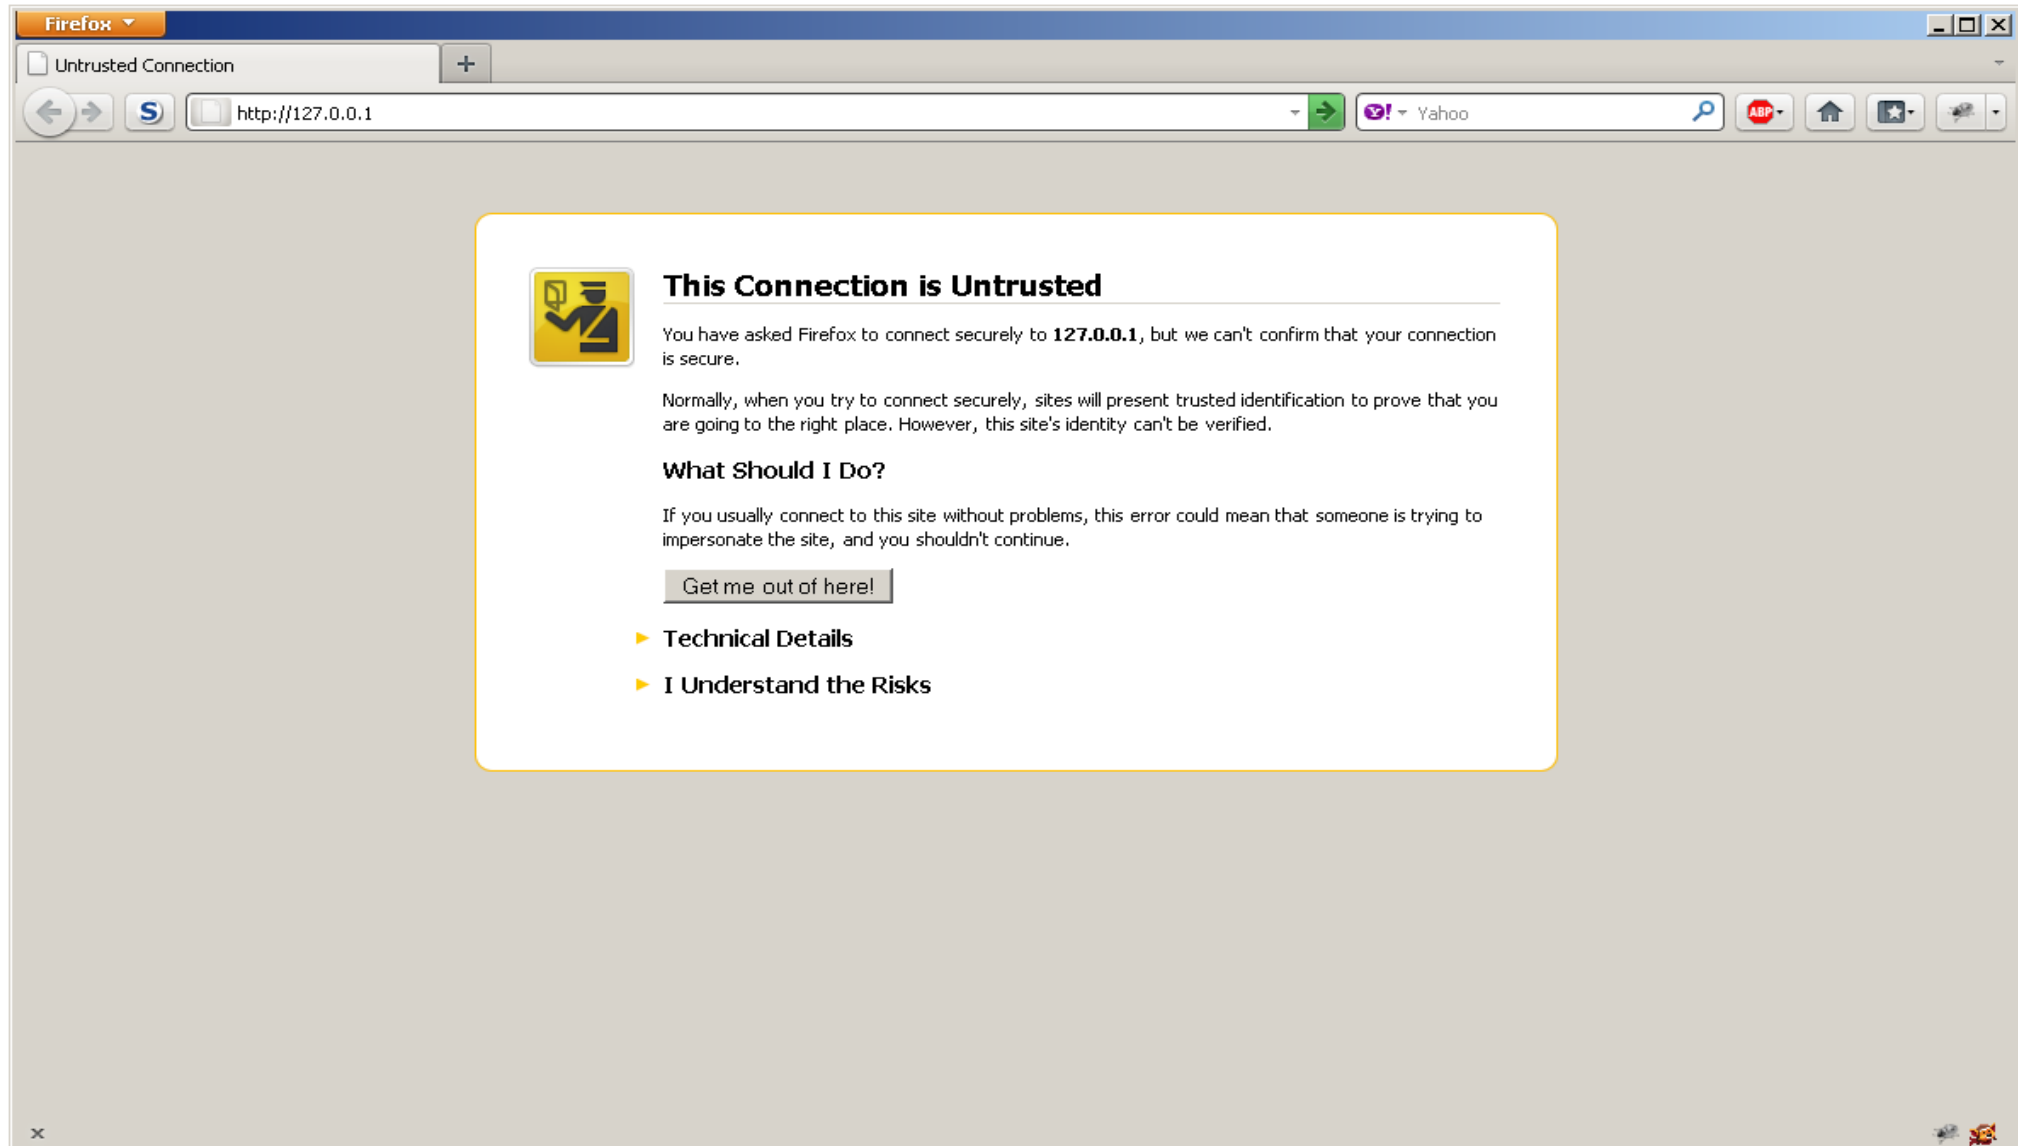 Firefox
Untrusted Connection
S http://127.0.0.1 Y! Yahoo ABP
This Connection is Untrusted
You have asked Firefox to connect securely to 127.0.0.1, but we can't confirm that your connection
is secure.
Normally, when you try to connect securely, sites will present trusted identification to prove that you
are going to the right place. However, this site's identity can't be verified.
What Should I Do?
If you usually connect to this site without problems, this error could mean that someone is trying to
impersonate the site, and you shouldn't continue.
Get me out of here!
Technical Details
I Understand the Risks